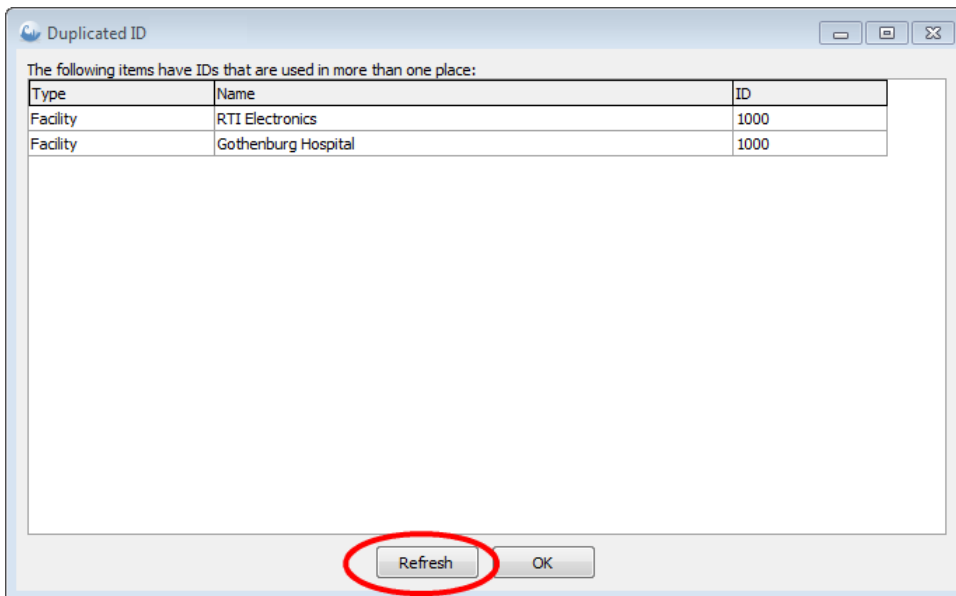 Duplicated ID
The following items have IDs that are used in more than one place:
Type Name ID
Facility RTI Electronics 1000
Facility Gothenburg Hospital 1000
Refresh OK